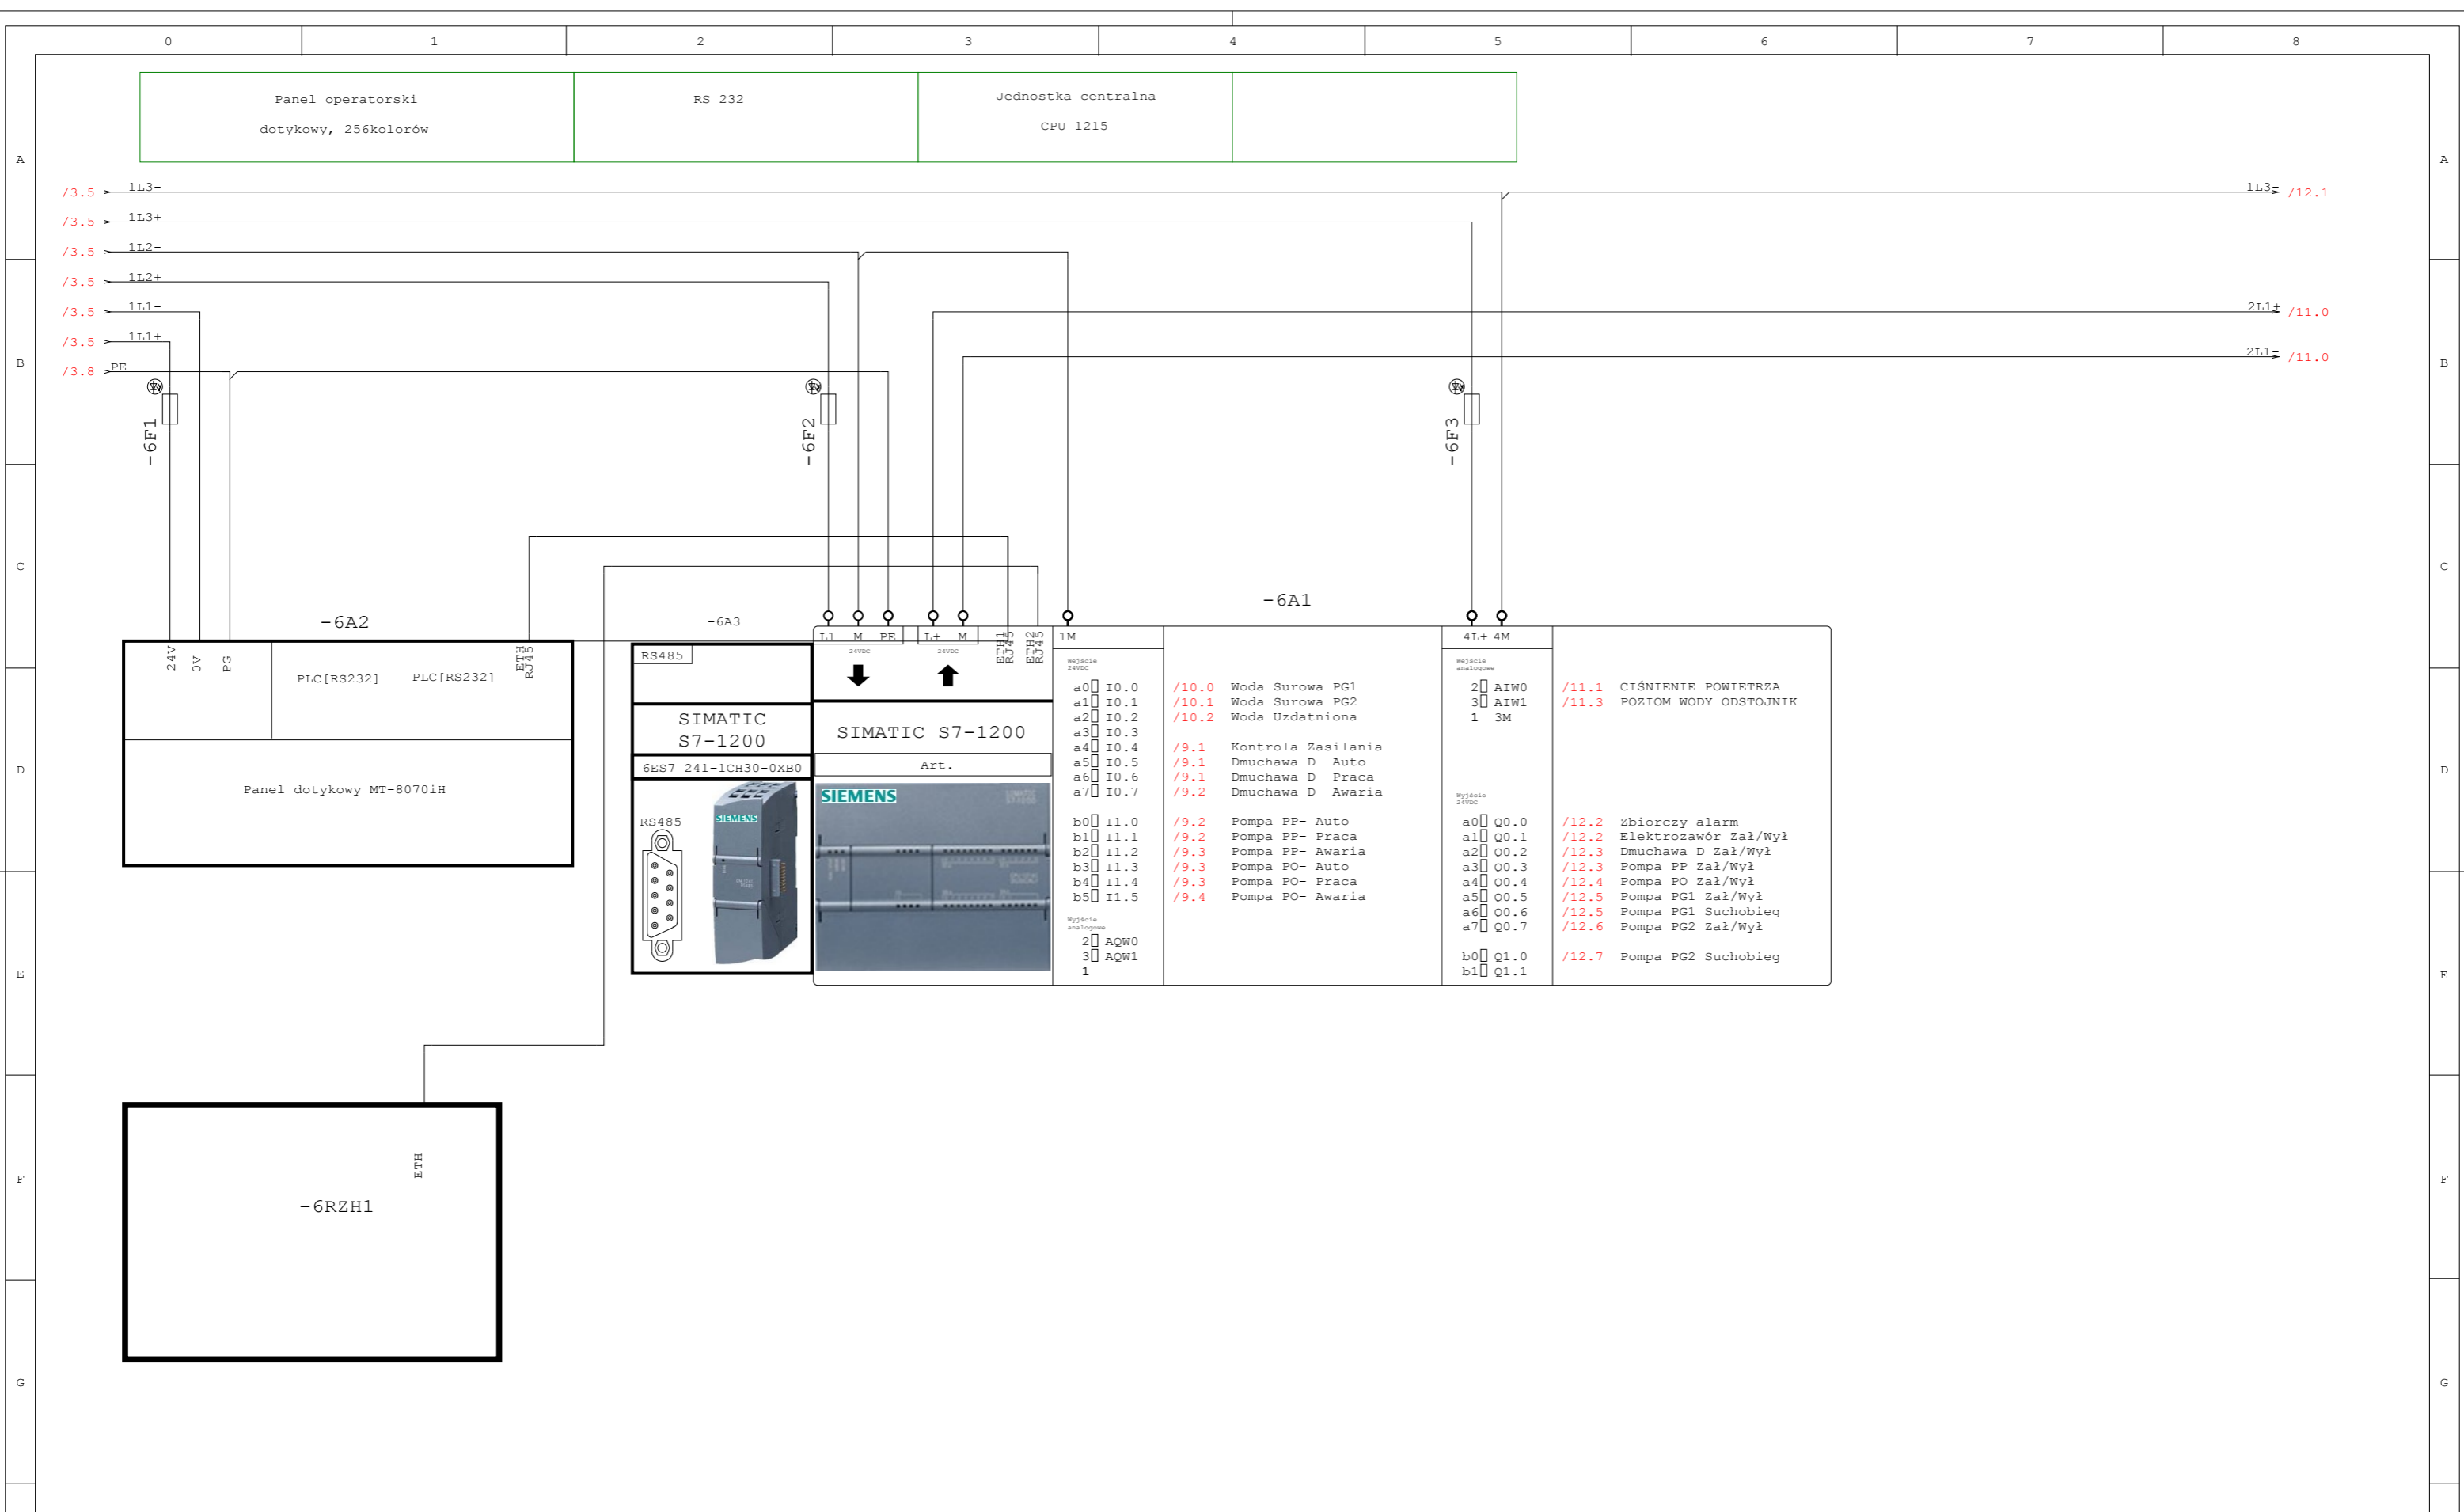 0 1 2 3 4 5 6 7 8
Panel operatorski
dotykowy, 256kolorów
RS 232
Jednostka centralna
CPU 1215
A A
/3.5 1L3- 1L3- /12.1
/3.5 1L3+
/3.5 1L2-
/3.5 1L2+
/3.5 1L1- 2L1+ /11.0
/3.5 1L1+
2L1- /11.0
B B
/3.8 PE
-6F1
-6F2
-6F3
C C
-6A2
-6A3
-6A1
24V
0V
PG
PLC[RS232]
PLC[RS232]
ETH
RJ45
Panel dotykowy MT-8070iH
RS485
SIMATIC
S7-1200
6ES7 241-1CH30-0XB0
RS485
SIEMENS
L1 M PE
24VDC
L+ M
24VDC
ETH1
RJ45
ETH2
RJ45
SIMATIC S7-1200
Art.
SIEMENS
1M
Wejście
24VDC
a0 I0.0 /10.0 Woda Surowa PG1
a1 I0.1 /10.1 Woda Surowa PG2
a2 I0.2 /10.2 Woda Uzdatniona
a3 I0.3
a4 I0.4 /9.1 Kontrola Zasilania
a5 I0.5 /9.1 Dmuchawa D- Auto
a6 I0.6 /9.1 Dmuchawa D- Praca
a7 I0.7 /9.2 Dmuchawa D- Awaria
b0 I1.0 /9.2 Pompa PP- Auto
b1 I1.1 /9.2 Pompa PP- Praca
b2 I1.2 /9.3 Pompa PP- Awaria
b3 I1.3 /9.3 Pompa PO- Auto
b4 I1.4 /9.3 Pompa PO- Praca
b5 I1.5 /9.4 Pompa PO- Awaria
Wyjście
analogowe
2 AQW0
3 AQW1
1
4L+ 4M
Wejście
analogowe
2 AIW0 /11.1 CIŚNIENIE POWIETRZA
3 AIW1 /11.3 POZIOM WODY ODSTOJNIK
1 3M
Wyjście
24VDC
a0 Q0.0 /12.2 Zbiorczy alarm
a1 Q0.1 /12.2 Elektrozawór Zał/Wył
a2 Q0.2 /12.3 Dmuchawa D Zał/Wył
a3 Q0.3 /12.3 Pompa PP Zał/Wył
a4 Q0.4 /12.4 Pompa PO Zał/Wył
a5 Q0.5 /12.5 Pompa PG1 Zał/Wył
a6 Q0.6 /12.5 Pompa PG1 Suchobieg
a7 Q0.7 /12.6 Pompa PG2 Zał/Wył
b0 Q1.0 /12.7 Pompa PG2 Suchobieg
b1 Q1.1
D D
E E
ETH
F F
-6RZH1
G G